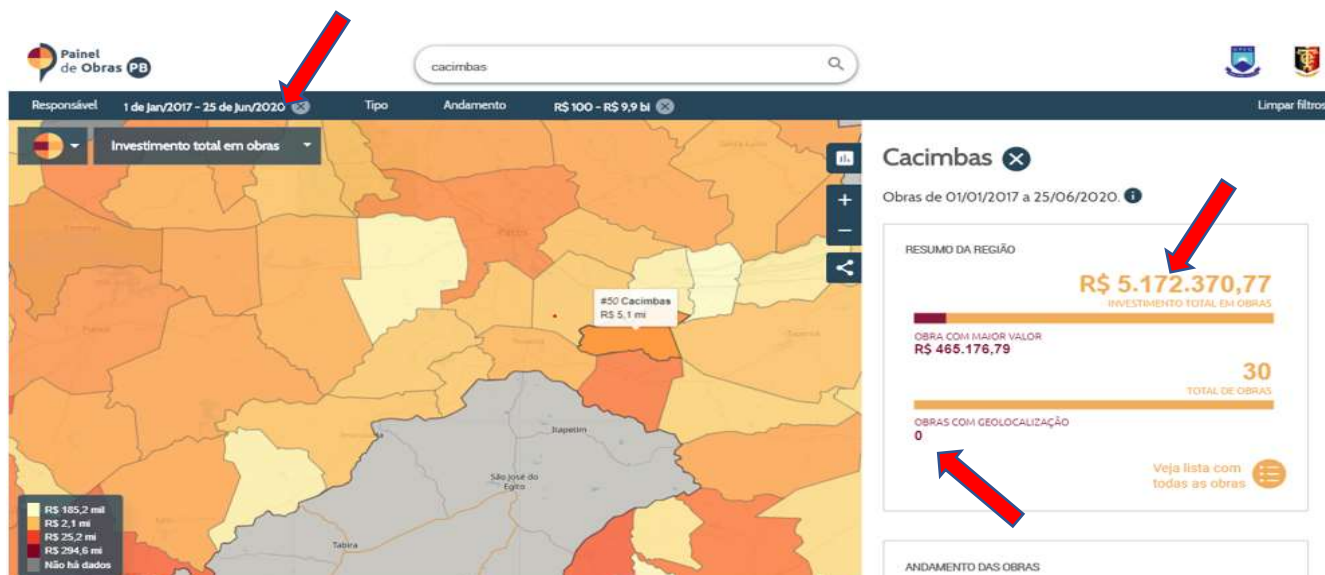 Painel
de Obras PB
cacimbas
Responsável 1 de Jan/2017 - 25 de Jun/2020 Tipo Andamento R$ 100 - R$ 9,9 bi Limpar filtros
Investimento total em obras
Patos
#50 Cacimbas
R$ 5,1 mi
Itapetim
São José do
Egito
Tabira
R$ 185,2 mil
R$ 2,1 mi
R$ 25,2 mi
R$ 294,6 mi
Não há dados
Cacimbas
Obras de 01/01/2017 a 25/06/2020.
RESUMO DA REGIÃO
R$ 5.172.370,77
INVESTIMENTO TOTAL EM OBRAS
OBRA COM MAIOR VALOR
R$ 465.176,79
30
TOTAL DE OBRAS
OBRAS COM GEOLOCALIZAÇÃO
0
Veja lista com
todas as obras
ANDAMENTO DAS OBRAS